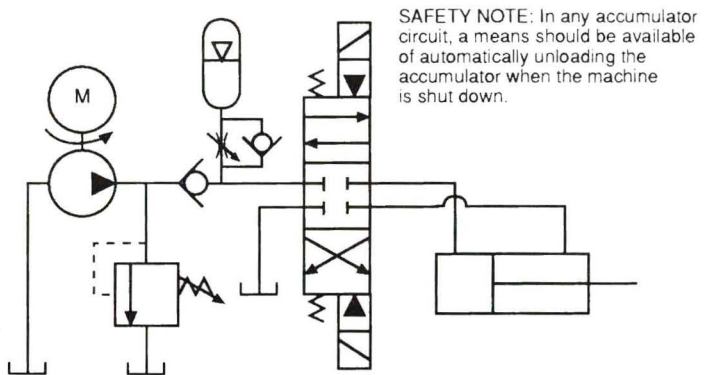 SAFETY NOTE: In any accumulator
circuit, a means should be available
of automatically unloading the
accumulator when the machine
is shut down.
M